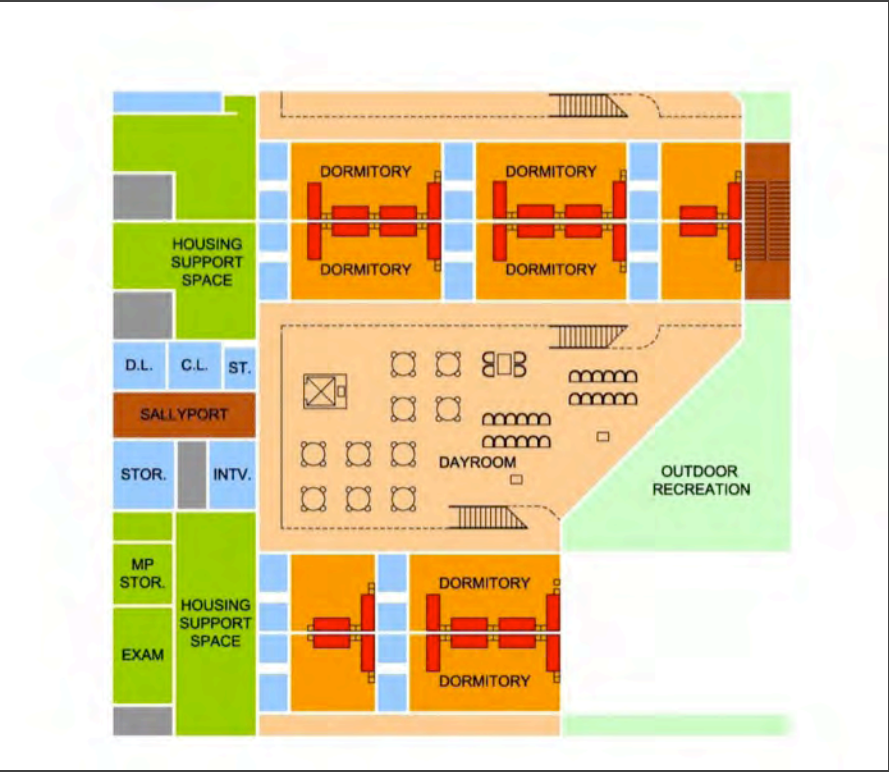 DORMITORY
DORMITORY
DORMITORY
DORMITORY
HOUSING
SUPPORT
SPACE
D.L.
C.L.
ST.
SALLYPORT
STOR.
INTV.
DAYROOM
OUTDOOR
RECREATION
MP
STOR.
HOUSING
SUPPORT
SPACE
EXAM
DORMITORY
DORMITORY